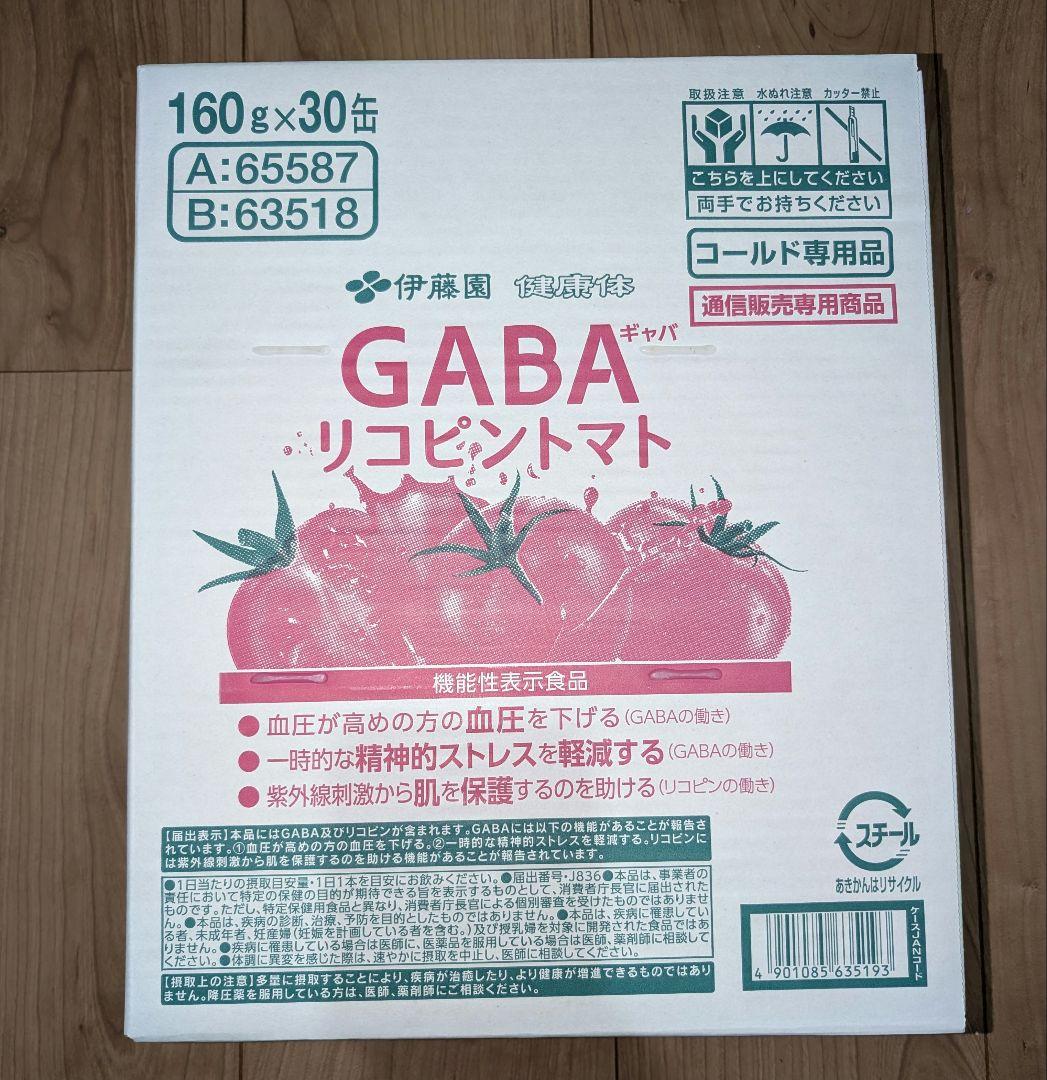 160g×30缶
A:65587
B:63518
取扱注意 水ぬれ注意 カッター禁止
こちらを上にしてください
両手でお持ちください
コールド専用品
通信販売専用商品
伊藤園 健康体
GABA ギャバ
リコピントマト
機能性表示食品
●血圧が高めの方の血圧を下げる(GABAの働き)
●一時的な精神的ストレスを軽減する(GABAの働き)
●紫外線刺激から肌を保護するのを助ける(リコピンの働き)
【届出表示】本品にはGABA及びリコピンが含まれます。GABAには以下の機能があることが報告さ
れています。①血圧が高めの方の血圧を下げる。②一時的な精神的ストレスを軽減する。リコピンに
は紫外線刺激から肌を保護するのを助ける機能があることが報告されています。
●1日当たりの摂取目安量・1日1本を目安にお飲みください。●届出番号・J836●本品は、事業者の
責任において特定の保健の目的が期待できる旨を表示するものとして、消費者庁長官に届出された
ものです。ただし、特定保健用食品と異なり、消費者庁長官による個別審査を受けたものではありませ
ん。●本品は、疾病の診断、治療、予防を目的としたものではありません。●本品は、疾病に罹患してい
る者、未成年者、妊産婦(妊娠を計画している者を含む。)及び授乳婦を対象に開発された食品ではあ
りません。●疾病に罹患している場合は医師に、医薬品を服用している場合は医師、薬剤師に相談して
ください。●体調に異変を感じた際は、速やかに摂取を中止し、医師に相談してください。
【摂取上の注意】多量に摂取することにより、疾病が治癒したり、より健康が増進できるものではあり
ません。降圧薬を服用している方は、医師、薬剤師にご相談ください。
スチール
あきかんはリサイクル
ケースJANコード
4 901085 635193